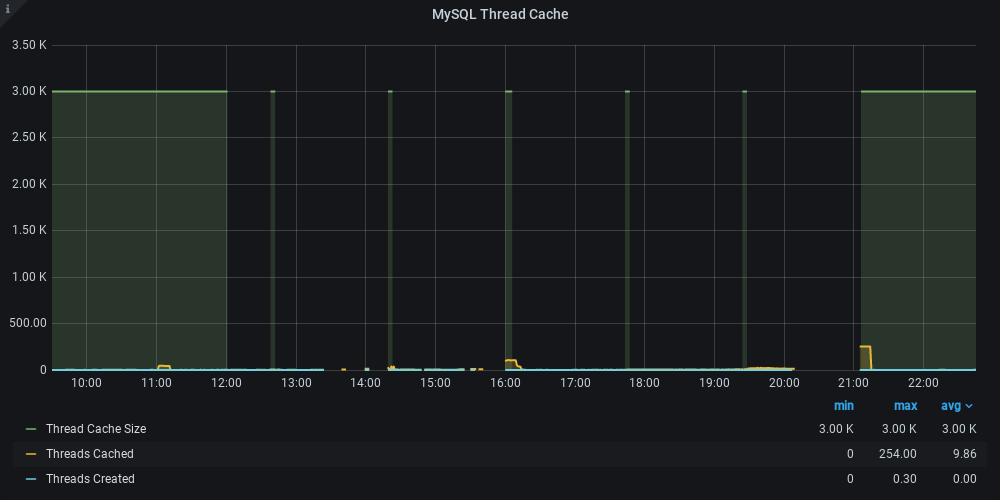 i
MySQL Thread Cache
3.50 K
3.00 K
2.50 K
2.00 K
1.50 K
1.00 K
500.00
0
10:00 11:00 12:00 13:00 14:00 15:00 16:00 17:00 18:00 19:00 20:00 21:00 22:00
min max avg
Thread Cache Size 3.00 K 3.00 K 3.00 K
Threads Cached 0 254.00 9.86
Threads Created 0 0.30 0.00